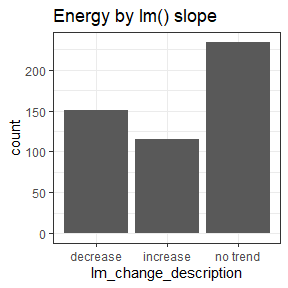 Energy by lm() slope
count
200
150
100
50
0
decrease increase no trend
lm_change_description